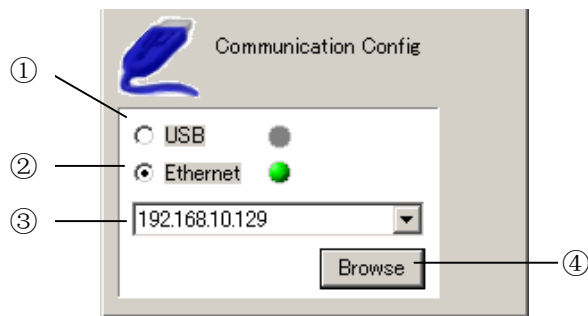 Communication Config
①
USB
②
Ethernet
③
192.168.10.129
Browse
④